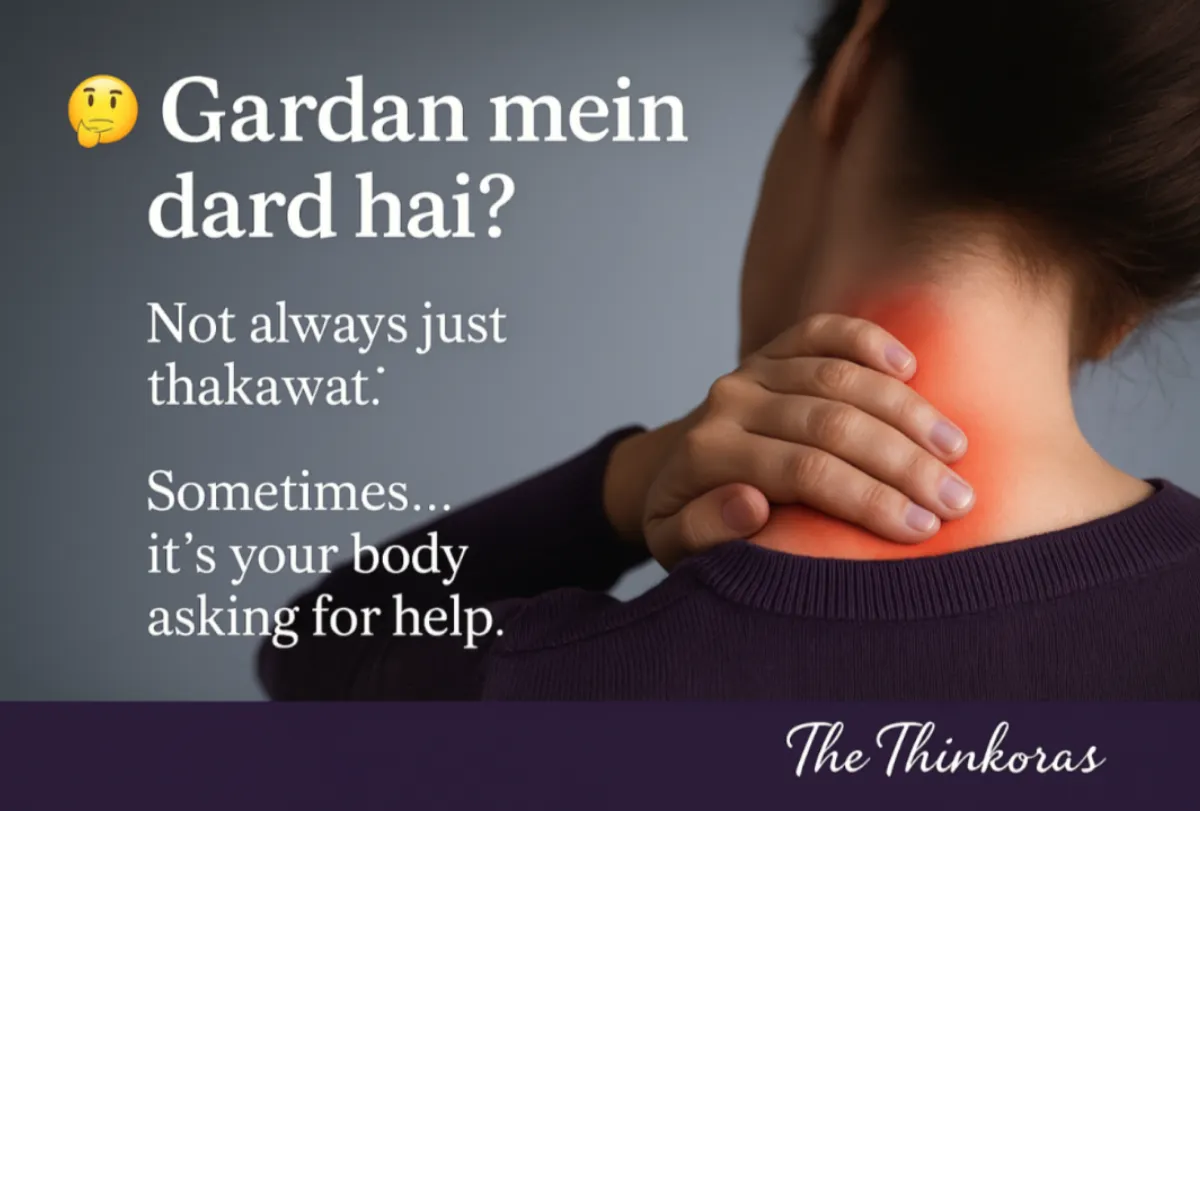 🤔 Gardan mein
dard hai?
Not always just
thakawat.
Sometimes...
it’s your body
asking for help.
The Thinkoras